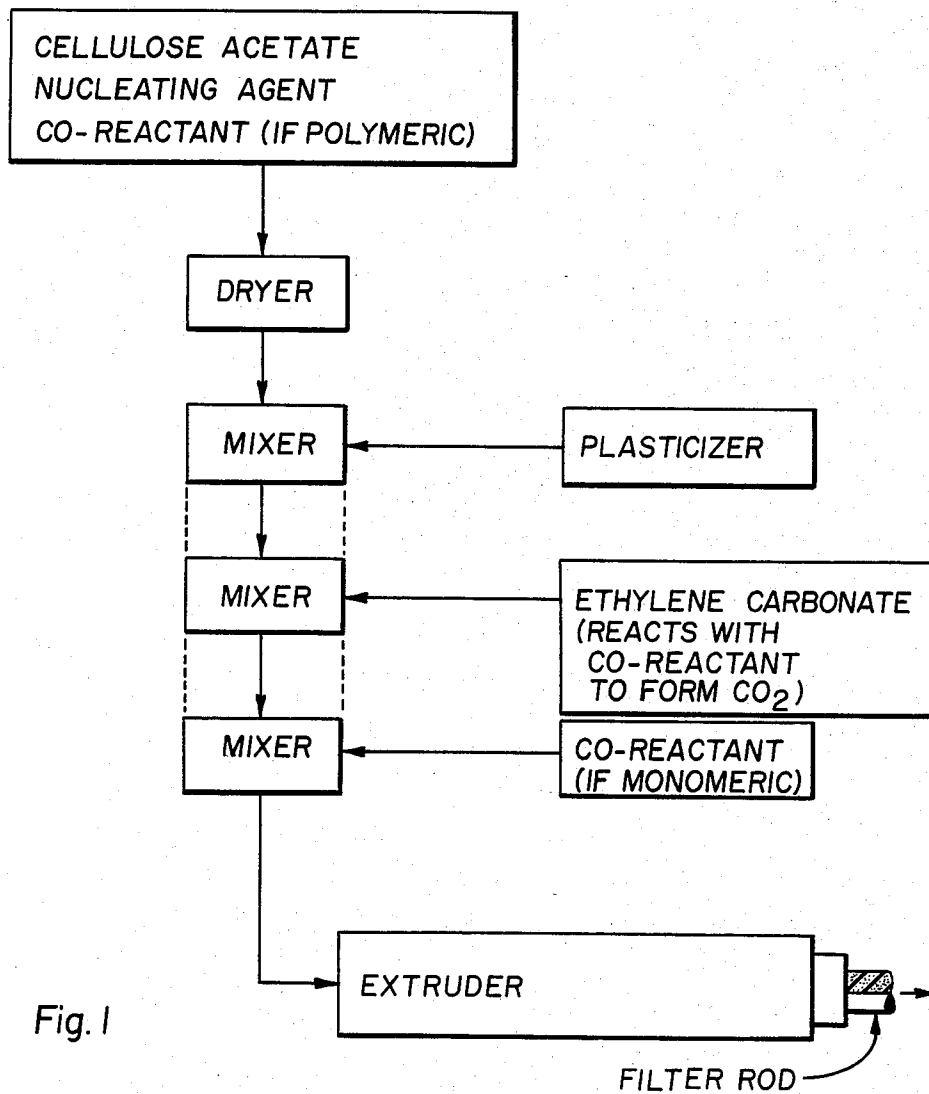 CELLULOSE ACETATE
NUCLEATING AGENT
CO-REACTANT (IF POLYMERIC)
DRYER
MIXER
PLASTICIZER
MIXER
ETHYLENE CARBONATE
(REACTS WITH
CO-REACTANT
TO FORM CO₂)
MIXER
CO-REACTANT
(IF MONOMERIC)
EXTRUDER
Fig. 1
FILTER ROD